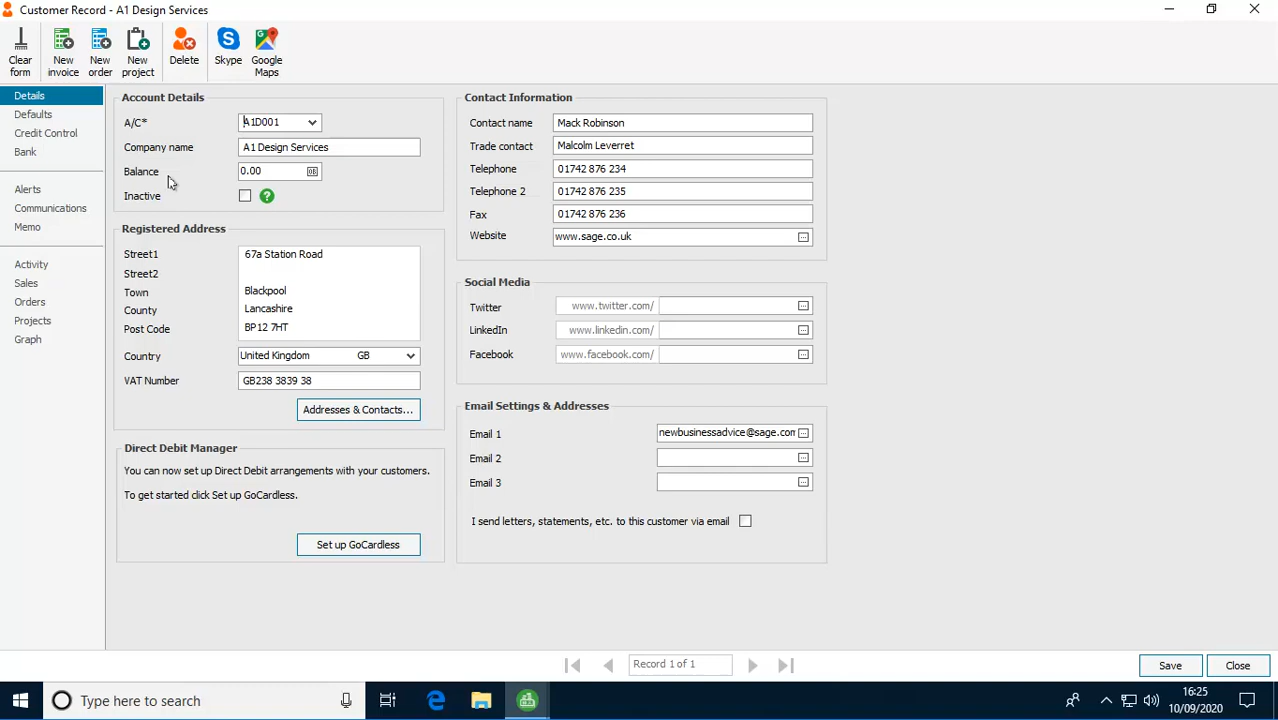 Customer Record - A1 Design Services
Clear form
New invoice
New order
New project
Delete
Skype
Google Maps
Details
Defaults
Credit Control
Bank
Alerts
Communications
Memo
Activity
Sales
Orders
Projects
Graph
Account Details
A/C* A1D001
Company name A1 Design Services
Balance 0.00 OB
Inactive ?
Registered Address
Street1 67a Station Road
Street2
Town Blackpool
County Lancashire
Post Code BP12 7HT
Country United Kingdom GB
VAT Number GB238 3839 38
Addresses & Contacts...
Direct Debit Manager
You can now set up Direct Debit arrangements with your customers.
To get started click Set up GoCardless.
Set up GoCardless
Contact Information
Contact name Mack Robinson
Trade contact Malcolm Leverret
Telephone 01742 876 234
Telephone 2 01742 876 235
Fax 01742 876 236
Website www.sage.co.uk
Social Media
Twitter www.twitter.com/
LinkedIn www.linkedin.com/
Facebook www.facebook.com/
Email Settings & Addresses
Email 1 newbusinessadvice@sage.com
Email 2
Email 3
I send letters, statements, etc. to this customer via email
Record 1 of 1
Save
Close
Type here to search
16:25
10/09/2020